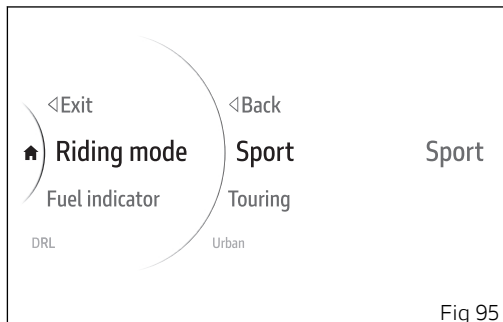 ◁Exit ◁Back
Riding mode Sport Sport
Fuel indicator Touring
DRL Urban
Fig 95